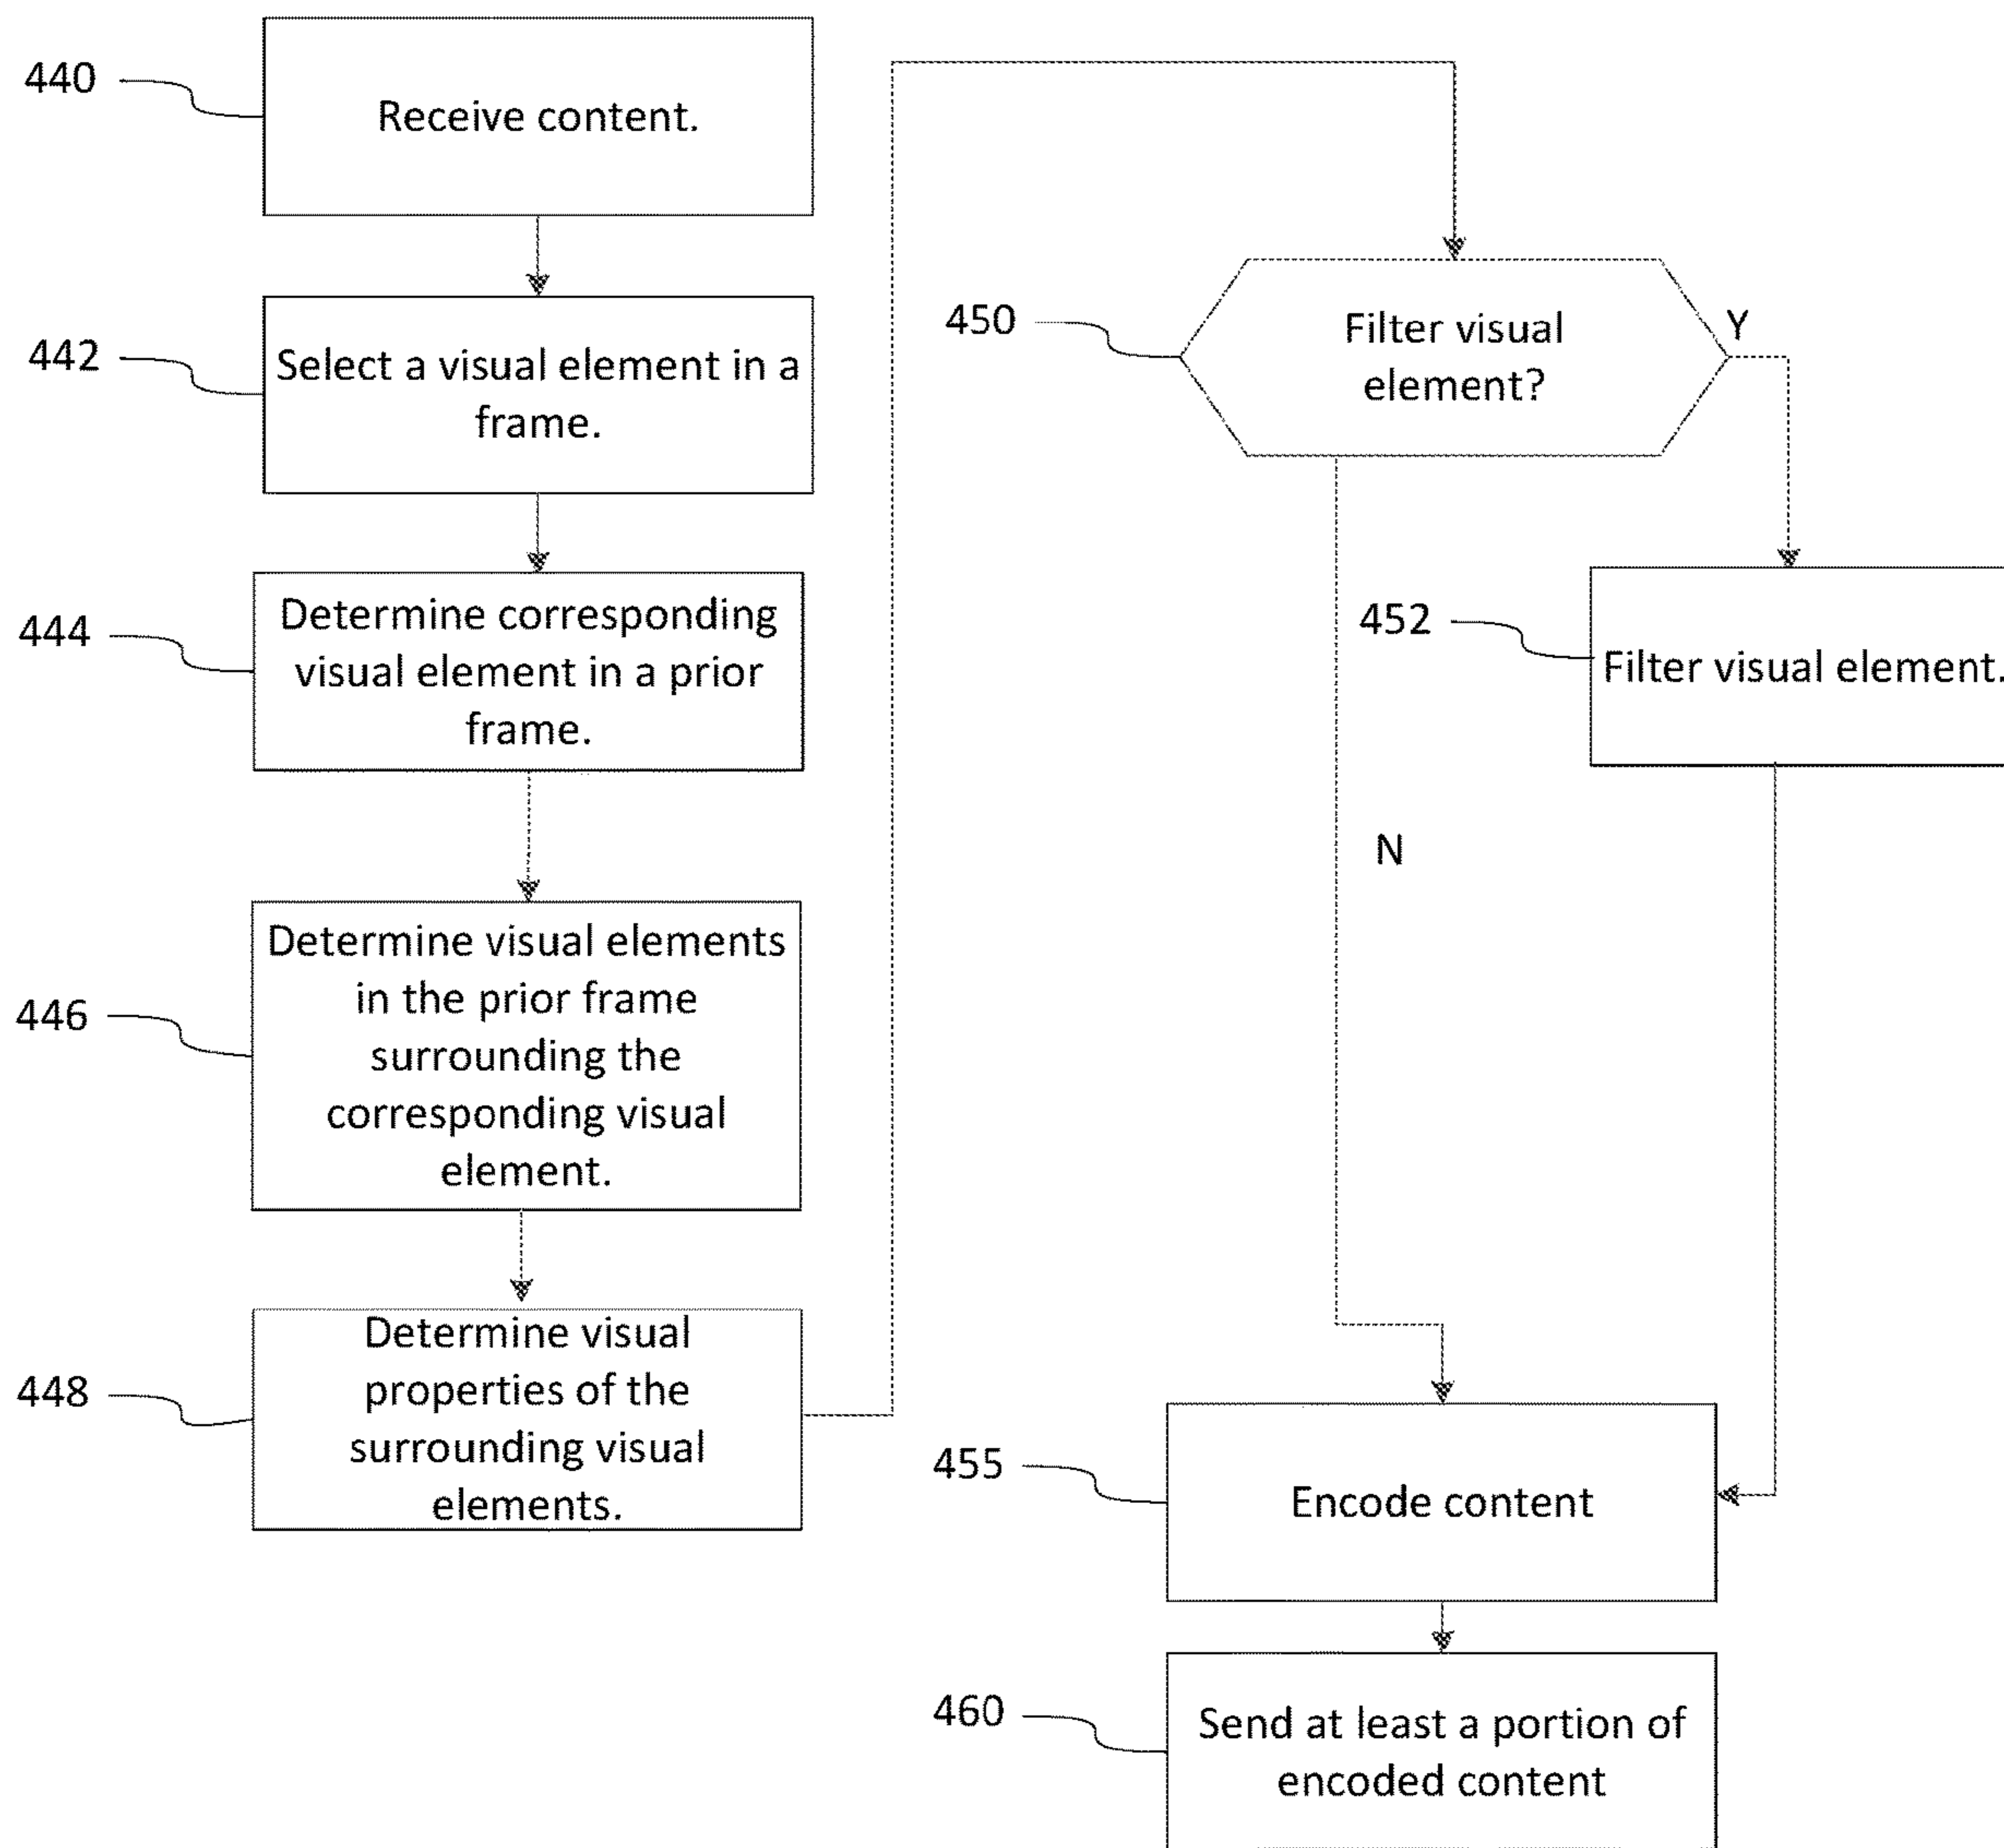 440
Receive content.
442
Select a visual element in a
frame.
444
Determine corresponding
visual element in a prior
frame.
446
Determine visual elements
in the prior frame
surrounding the
corresponding visual
element.
448
Determine visual
properties of the
surrounding visual
elements.
450
Filter visual
element?
Y
N
452
Filter visual element.
455
Encode content
460
Send at least a portion of
encoded content